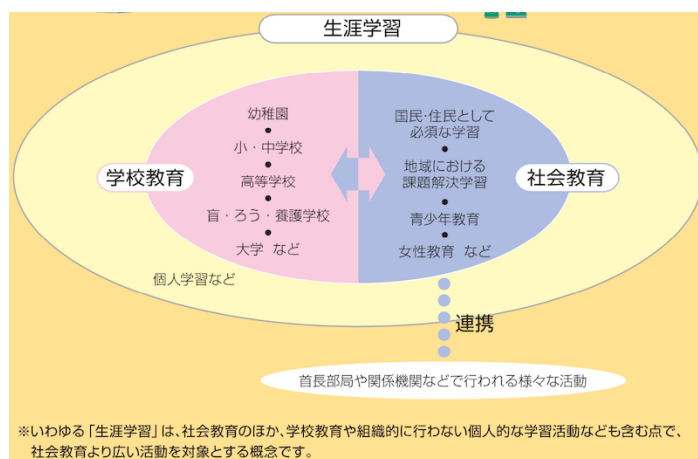 生涯学習
学校教育
幼稚園
小・中学校
高等学校
盲・ろう・養護学校
大学 など
社会教育
国民・住民として
必須な学習
地域における
課題解決学習
青少年教育
女性教育 など
個人学習など
連携
首長部局や関係機関などで行われる様々な活動
※いわゆる「生涯学習」は、社会教育のほか、学校教育や組織的に行わない個人的な学習活動なども含む点で、
社会教育より広い活動を対象とする概念です。